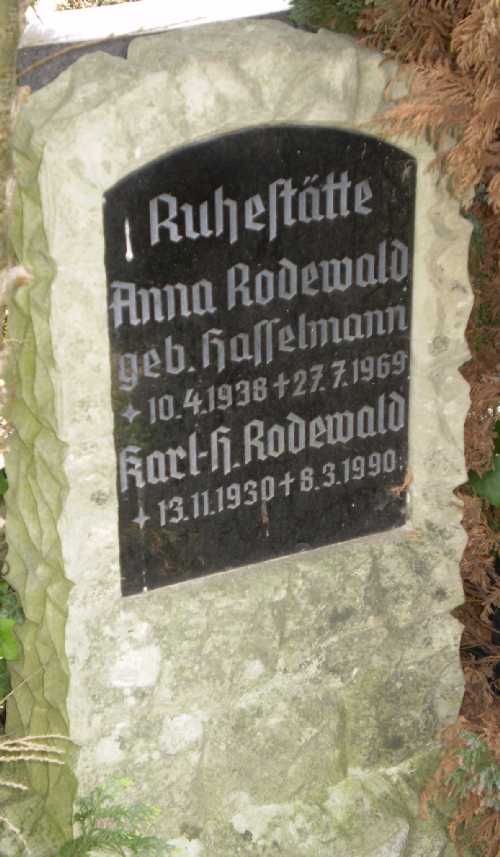 Ruhestätte
Anna Rodewald
geb. Hasselmann
10.4.1938 † 27.7.1969
Karl-H. Rodewald
13.11.1930 † 8.3.1990